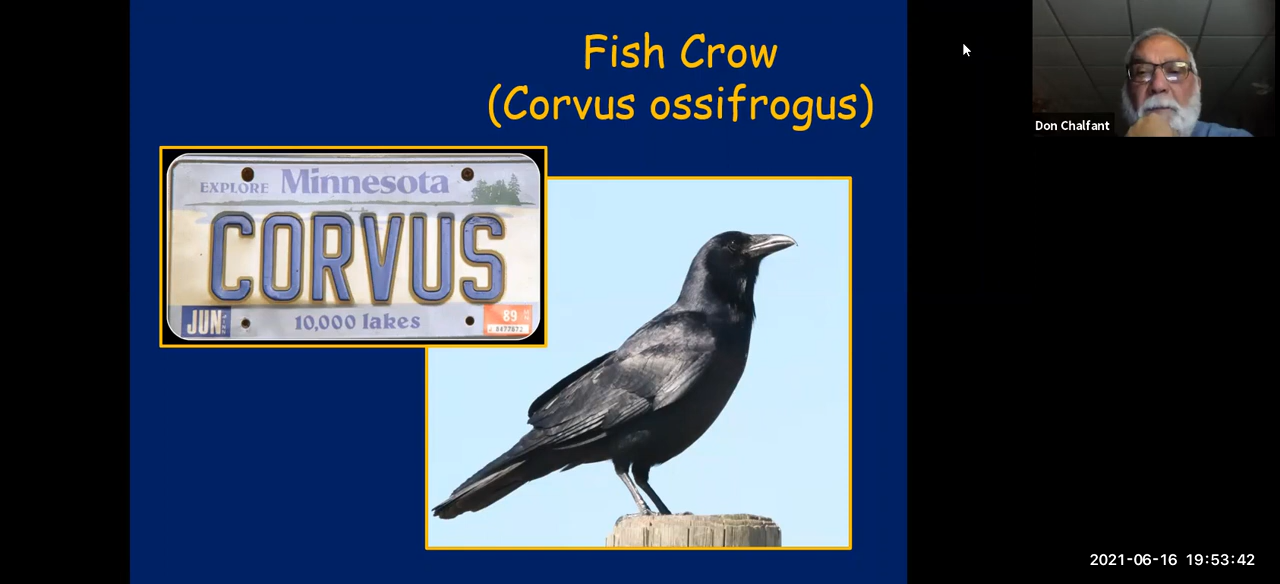 Fish Crow
(Corvus ossifrogus)
EXPLORE Minnesota
CORVUS
JUN
10,000 lakes
89
Don Chalfant
2021-06-16 19:53:42